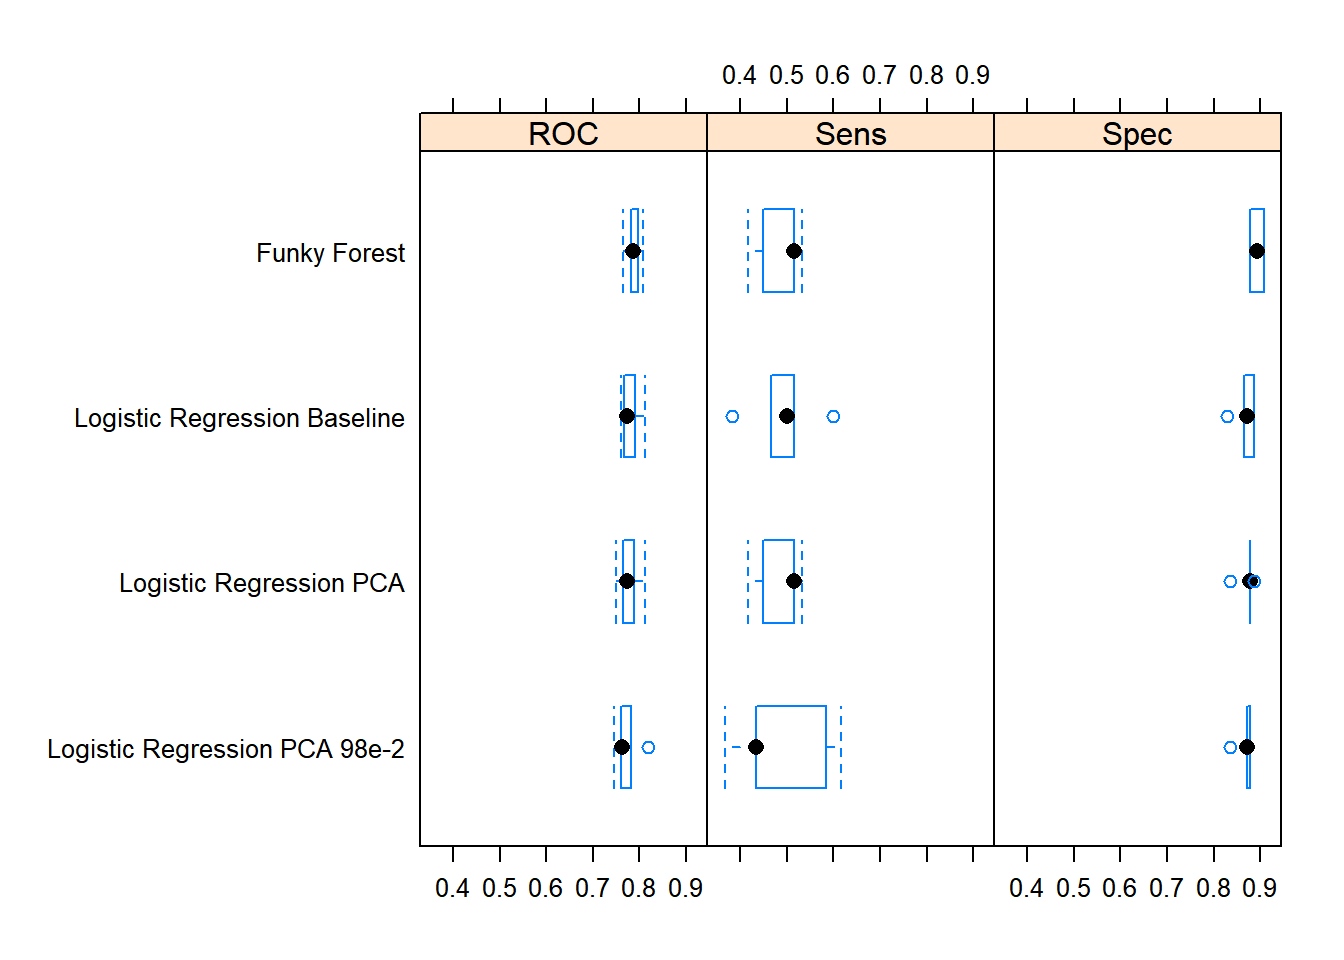 0.4 0.5 0.6 0.7 0.8 0.9
ROC Sens Spec
Funky Forest
Logistic Regression Baseline
Logistic Regression PCA
Logistic Regression PCA 98e-2
0.4 0.5 0.6 0.7 0.8 0.9 0.4 0.5 0.6 0.7 0.8 0.9